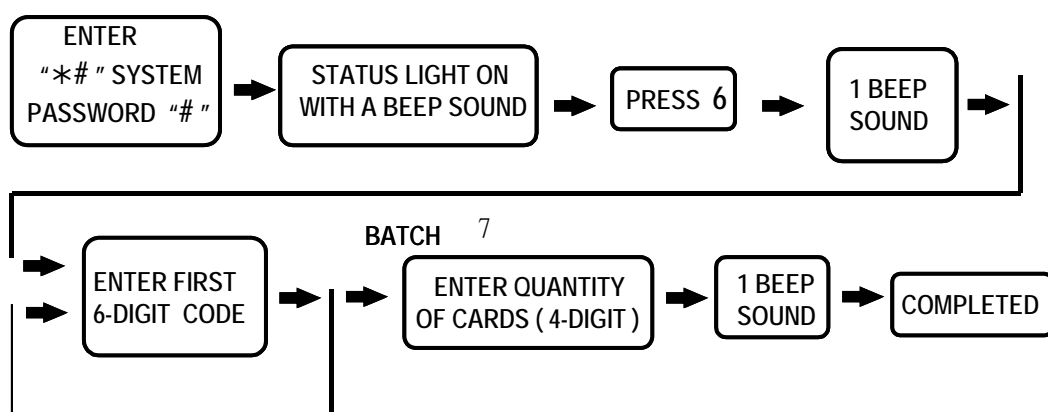 ENTER
"*#" SYSTEM
PASSWORD "#"
STATUS LIGHT ON
WITH A BEEP SOUND
PRESS 6
1 BEEP
SOUND
BATCH 7
ENTER FIRST
6-DIGIT CODE
ENTER QUANTITY
OF CARDS ( 4-DIGIT )
1 BEEP
SOUND
COMPLETED